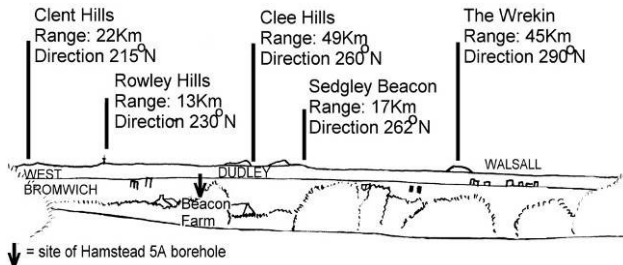 Clent Hills
Range: 22Km
Direction 215°N
Rowley Hills
Range: 13Km
Direction 230°N
Clee Hills
Range: 49Km
Direction 260°N
Sedgley Beacon
Range: 17Km
Direction 262°N
The Wrekin
Range: 45Km
Direction 290°N
WEST
BROMWICH
DUDLEY
WALSALL
Beacon
Farm
= site of Hamstead 5A borehole